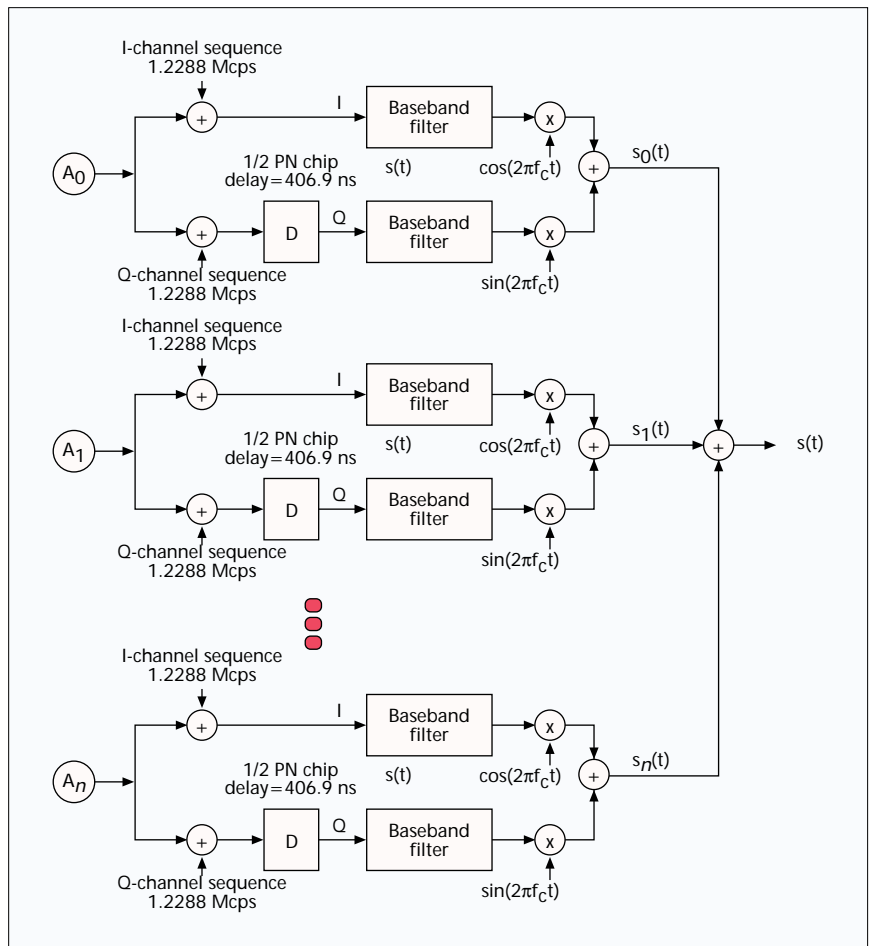 I-channel sequence
1.2288 Mcps
+
I
Baseband
filter
x
A0
1/2 PN chip
delay=406.9 ns
s(t)
cos(2πfCt)
+
s0(t)
+
D
Q
Baseband
filter
x
Q-channel sequence
1.2288 Mcps
sin(2πfCt)
I-channel sequence
1.2288 Mcps
+
I
Baseband
filter
x
A1
1/2 PN chip
delay=406.9 ns
s(t)
cos(2πfCt)
+
s1(t)
+
s(t)
+
D
Q
Baseband
filter
x
Q-channel sequence
1.2288 Mcps
sin(2πfCt)
I-channel sequence
1.2288 Mcps
+
I
Baseband
filter
x
An
1/2 PN chip
delay=406.9 ns
s(t)
cos(2πfCt)
+
sn(t)
+
D
Q
Baseband
filter
x
Q-channel sequence
1.2288 Mcps
sin(2πfCt)